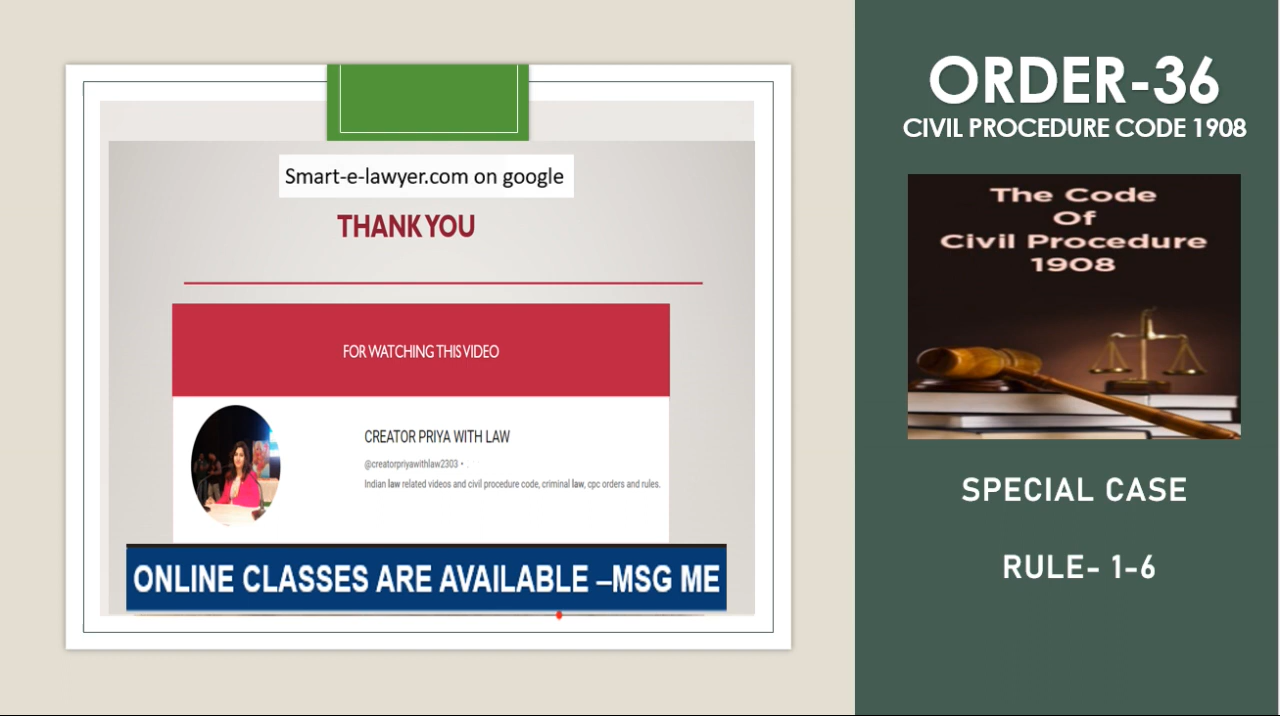 Smart-e-lawyer.com on google
THANK YOU
FOR WATCHING THIS VIDEO
CREATOR PRIYA WITH LAW
@creatorpriyawithlaw2303 •
Indian law related videos and civil procedure code, criminal law, cpc orders and rules.
ONLINE CLASSES ARE AVAILABLE –MSG ME
ORDER-36
CIVIL PROCEDURE CODE 1908
The Code
Of
Civil Procedure
1908
SPECIAL CASE
RULE- 1-6